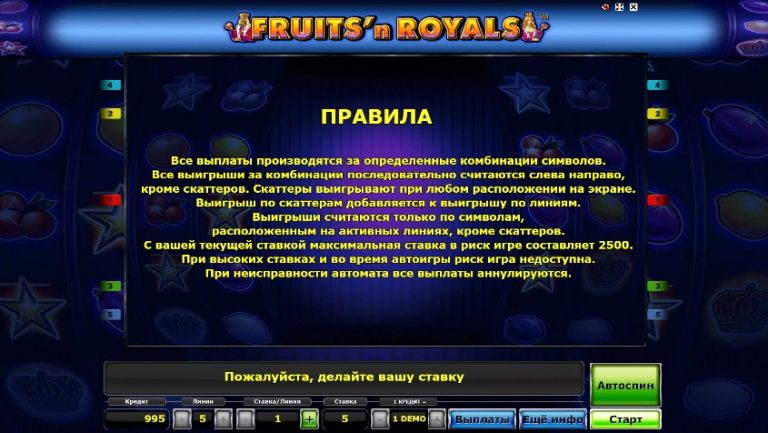 FRUITS'n ROYALS™
ПРАВИЛА
Все выплаты производятся за определенные комбинации символов.
Все выигрыши за комбинации последовательно считаются слева направо,
кроме скаттеров. Скаттеры выигрывают при любом расположении на экране.
Выигрыш по скаттерам добавляется к выигрышу по линиям.
Выигрыши считаются только по символам,
расположенным на активных линиях, кроме скаттеров.
С вашей текущей ставкой максимальная ставка в риск игре составляет 2500.
При высоких ставках и во время автоигры риск игра недоступна.
При неисправности автомата все выплаты аннулируются.
4 4
2 2
1 1
3 3
5 5
Пожалуйста, делайте вашу ставку
Автоспин
Кредит Линии Ставка/Линия Ставка 1 КРЕДИТ =
995 - 5 + - 1 + 5 - 1 DEMO + Выплаты Ещё инфо Старт